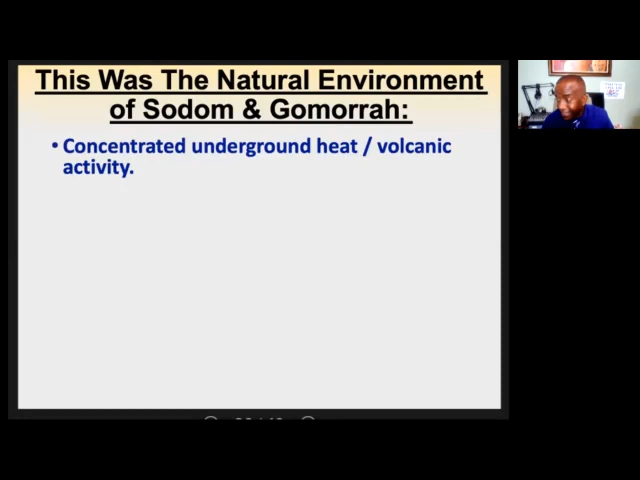 This Was The Natural Environment
of Sodom & Gomorrah:
• Concentrated underground heat / volcanic
activity.